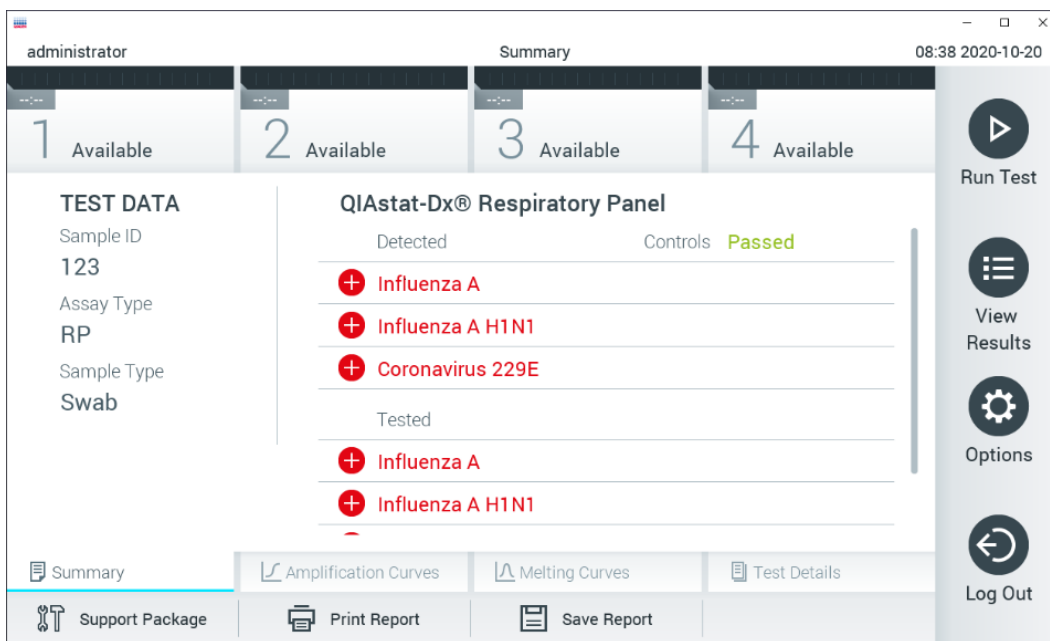 administrator Summary 08:38 2020-10-20
--:-- --:-- --:-- --:--
1 Available 2 Available 3 Available 4 Available
Run Test
TEST DATA
Sample ID
123
Assay Type
RP
Sample Type
Swab
QIAstat-Dx® Respiratory Panel
Detected Controls Passed
Influenza A
Influenza A H1N1
Coronavirus 229E
Tested
Influenza A
Influenza A H1N1
View
Results
Options
Log Out
Summary Amplification Curves Melting Curves Test Details
Support Package Print Report Save Report